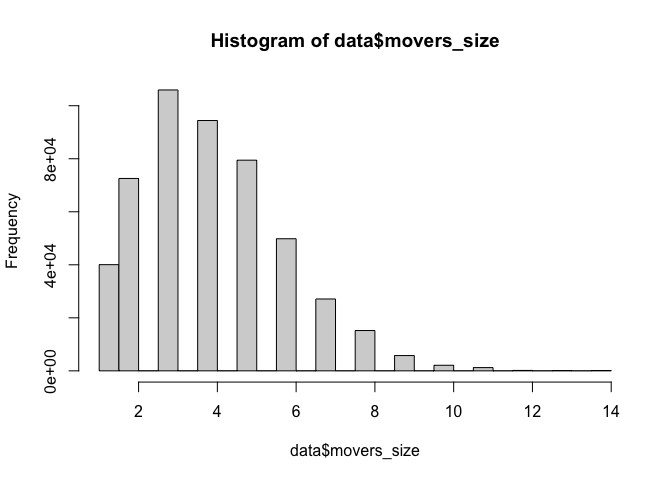 Histogram of data$movers_size
Frequency
8e+04
4e+04
0e+00
2 4 6 8 10 12 14
data$movers_size